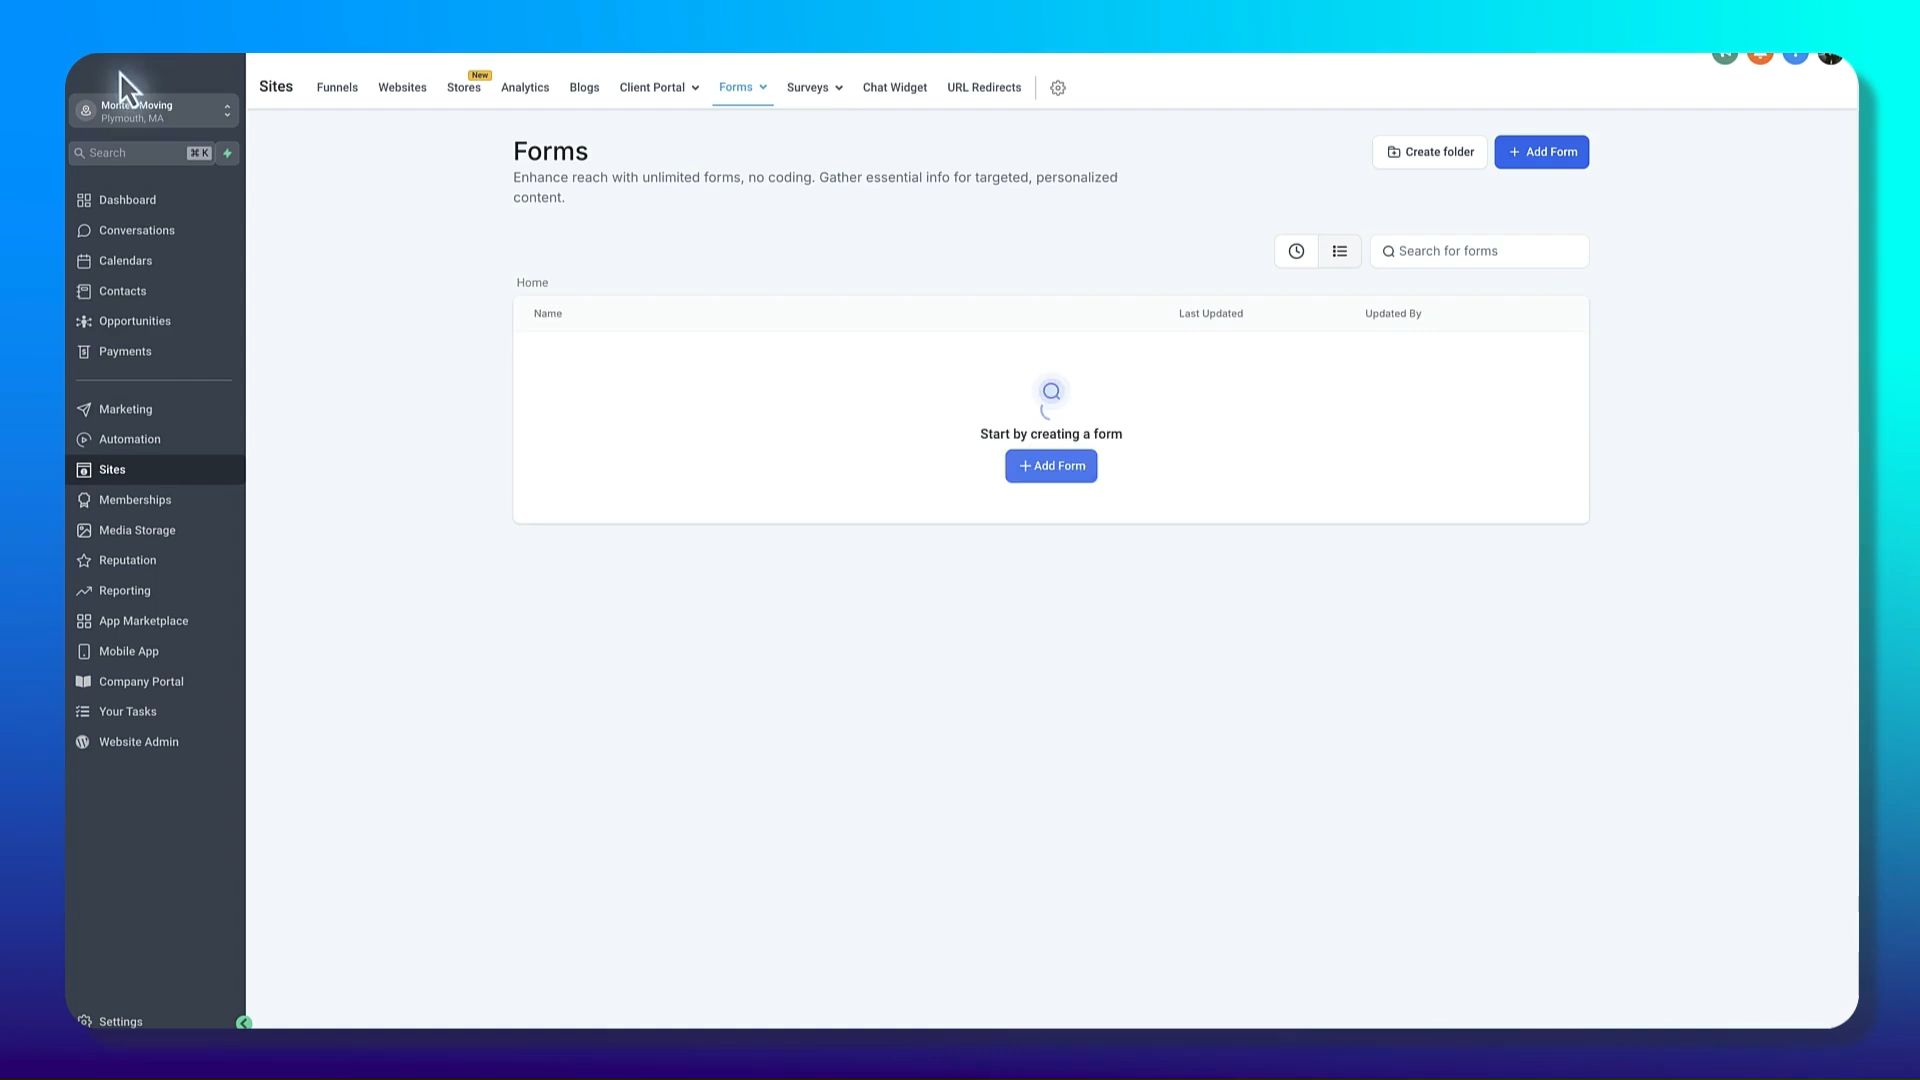 Moving
Plymouth, MA
Search
⌘ K
Dashboard
Conversations
Calendars
Contacts
Opportunities
Payments
Marketing
Automation
Sites
Memberships
Media Storage
Reputation
Reporting
App Marketplace
Mobile App
Company Portal
Your Tasks
Website Admin
Settings
Sites
Funnels
Websites
Stores
New
Analytics
Blogs
Client Portal
Forms
Surveys
Chat Widget
URL Redirects
Forms
Enhance reach with unlimited forms, no coding. Gather essential info for targeted, personalized
content.
Create folder
+ Add Form
Search for forms
Home
Name
Last Updated
Updated By
Start by creating a form
+ Add Form